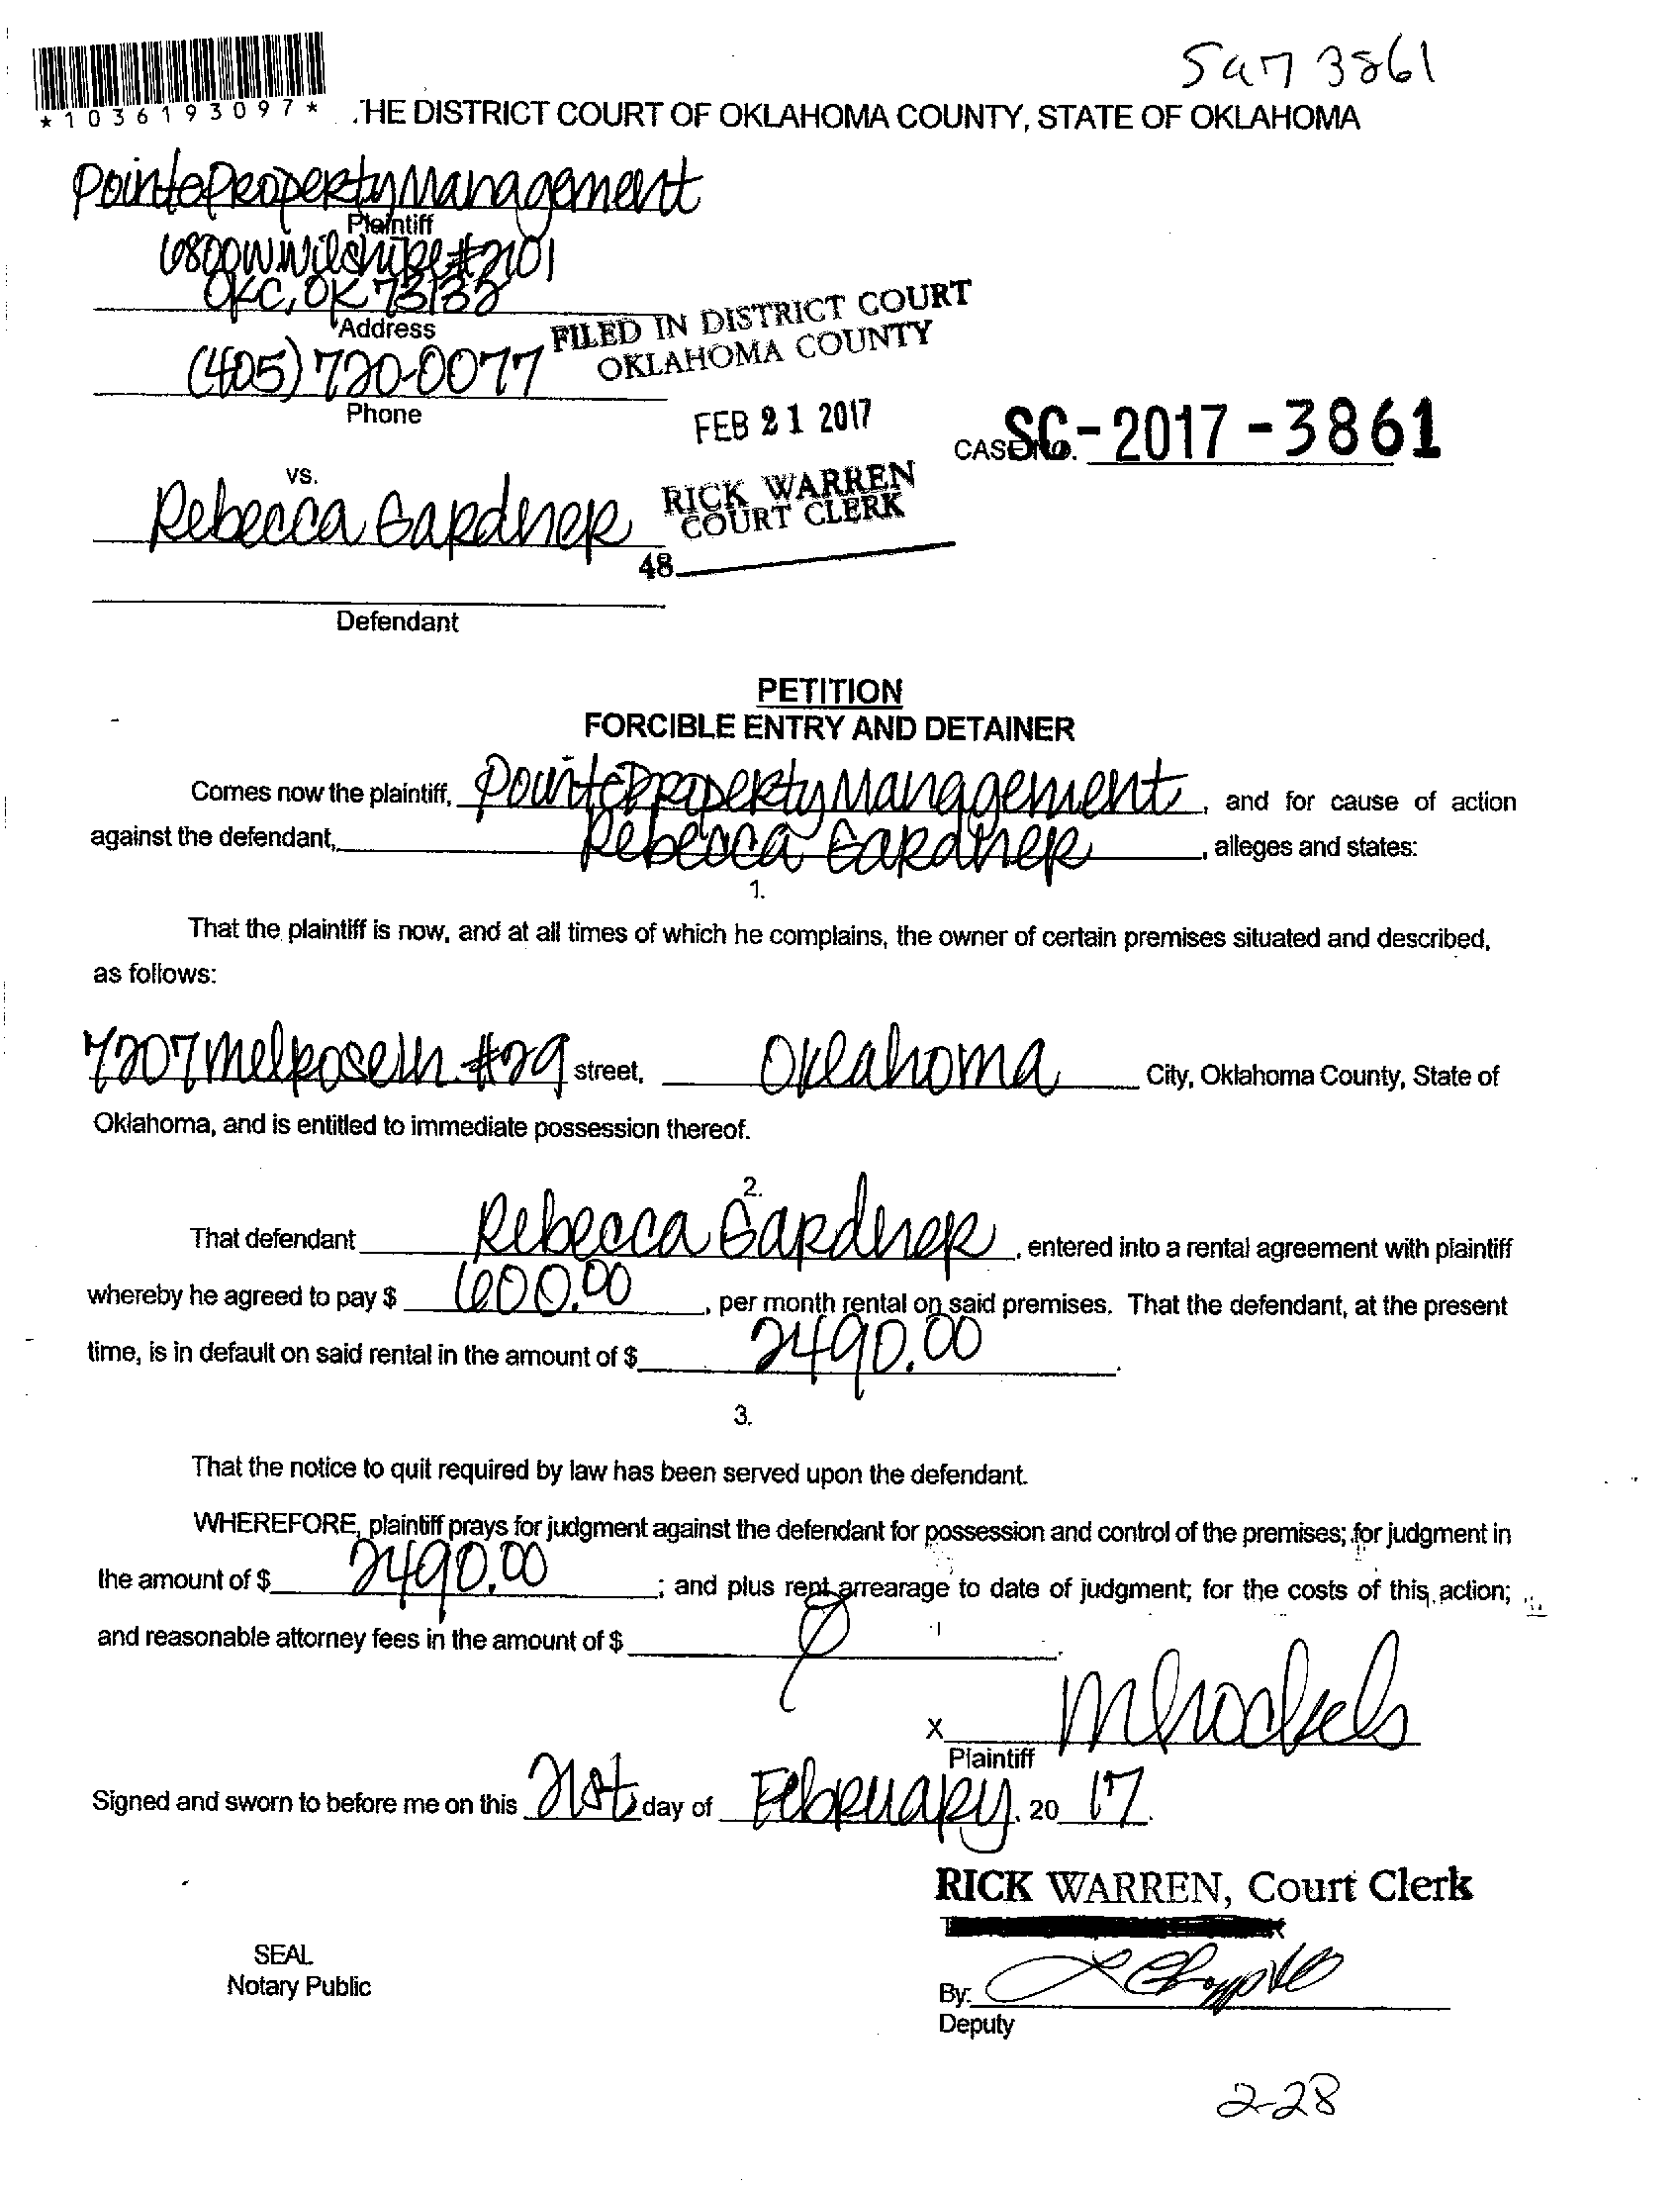 3861
*1036193097* .HE DISTRICT COURT OF OKLAHOMA COUNTY, STATE OF OKLAHOMA
Pointe Property Management
Plaintiff
6800 W. Wilshire #2101
OKC, OK 73132
Address
(405) 720-0077
Phone
FILED IN DISTRICT COURT
OKLAHOMA COUNTY
FEB 21 2017
CASE NO. SC-2017-3861
RICK WARREN
COURT CLERK
48
vs.
Rebecca Gardner
Defendant
PETITION
FORCIBLE ENTRY AND DETAINER
Comes now the plaintiff, Pointe Property Management, and for cause of action
against the defendant, Rebecca Gardner, alleges and states:
1.
That the plaintiff is now, and at all times of which he complains, the owner of certain premises situated and described,
as follows:
7207 Melrose Ln. #29 street, Oklahoma City, Oklahoma County, State of
Oklahoma, and is entitled to immediate possession thereof.
2.
That defendant Rebecca Gardner, entered into a rental agreement with plaintiff
whereby he agreed to pay $ 600.00, per month rental on said premises. That the defendant, at the present
time, is in default on said rental in the amount of $ 2490.00.
3.
That the notice to quit required by law has been served upon the defendant.
WHEREFORE, plaintiff prays for judgment against the defendant for possession and control of the premises; for judgment in
the amount of $ 2490.00; and plus rent arrearage to date of judgment; for the costs of this action;
and reasonable attorney fees in the amount of $
X
Plaintiff
Signed and sworn to before me on this 21st day of February, 20 17.
RICK WARREN, Court Clerk
SEAL
Notary Public
By:
Deputy
2-28